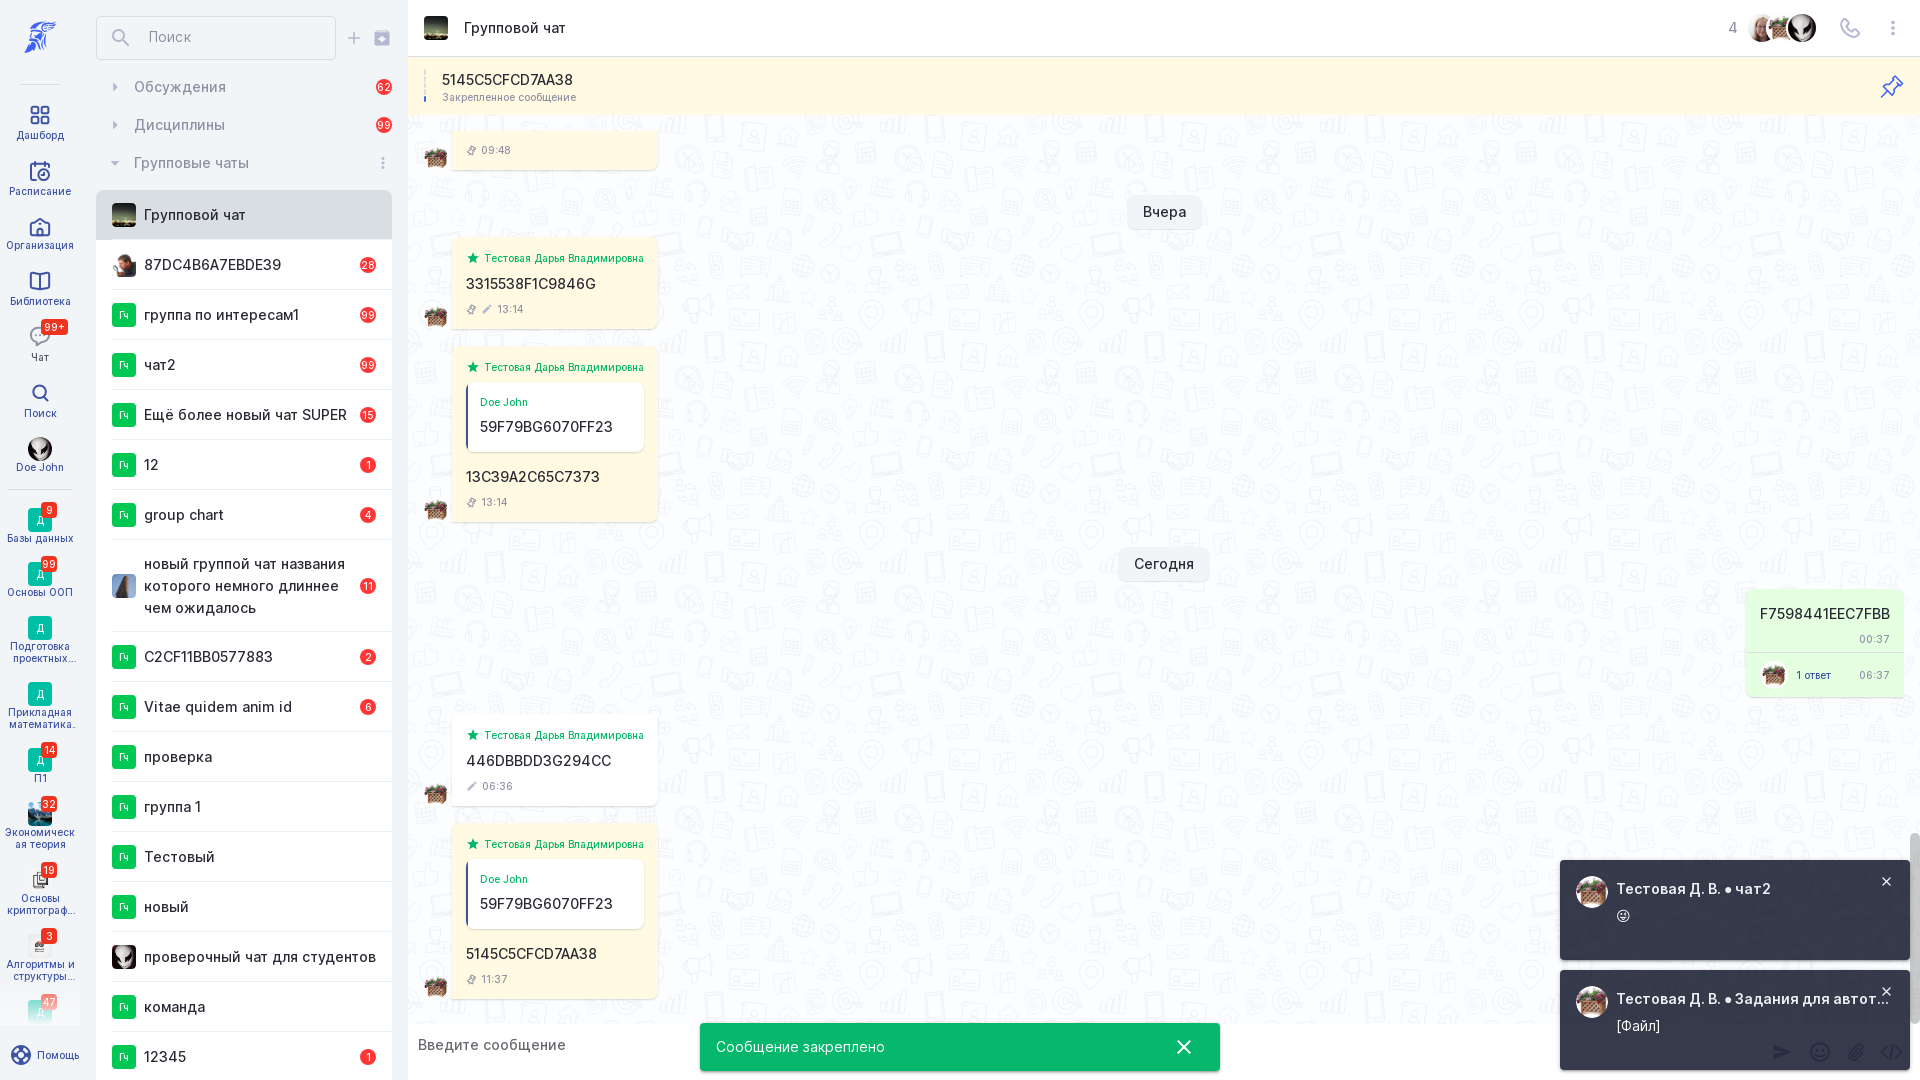 Дашборд
Расписание
Организация
Библиотека
99+
Чат
Поиск
Doe John
9
Д
Базы данных
99
Д
Основы ООП
Д
Подготовка
проектных...
Д
Прикладная
математика..
14
Д
П1
32
Экономическ
ая теория
19
Основы
криптограф...
3
Алгоритмы и
структуры...
47
Д
Помощь
Поиск
Обсуждения
62
Дисциплины
99
Групповые чаты
Групповой чат
87DC4B6A7EBDE39
28
Гч
группа по интересам1
99
Гч
чат2
99
Гч
Ещё более новый чат SUPER
15
Гч
12
1
Гч
group chart
4
новый группой чат названия
которого немного длиннее
чем ожидалось
11
Гч
C2CF11BB0577883
2
Гч
Vitae quidem anim id
6
Гч
проверка
Гч
группа 1
Гч
Тестовый
Гч
новый
проверочный чат для студентов
Гч
команда
Гч
12345
1
Групповой чат
4
5145C5CFCD7AA38
Закрепленное сообщение
09:48
Вчера
Тестовая Дарья Владимировна
3315538F1C9846G
13:14
Тестовая Дарья Владимировна
Doe John
59F79BG6070FF23
13C39A2C65C7373
13:14
Сегодня
F7598441EEC7FBB
00:37
1 ответ
06:37
Тестовая Дарья Владимировна
446DBBDD3G294CC
06:36
Тестовая Дарья Владимировна
Doe John
59F79BG6070FF23
5145C5CFCD7AA38
11:37
Введите сообщение
Сообщение закреплено
Тестовая Д. В. ● чат2
😜
Тестовая Д. В. ● Задания для автот...
[Файл]